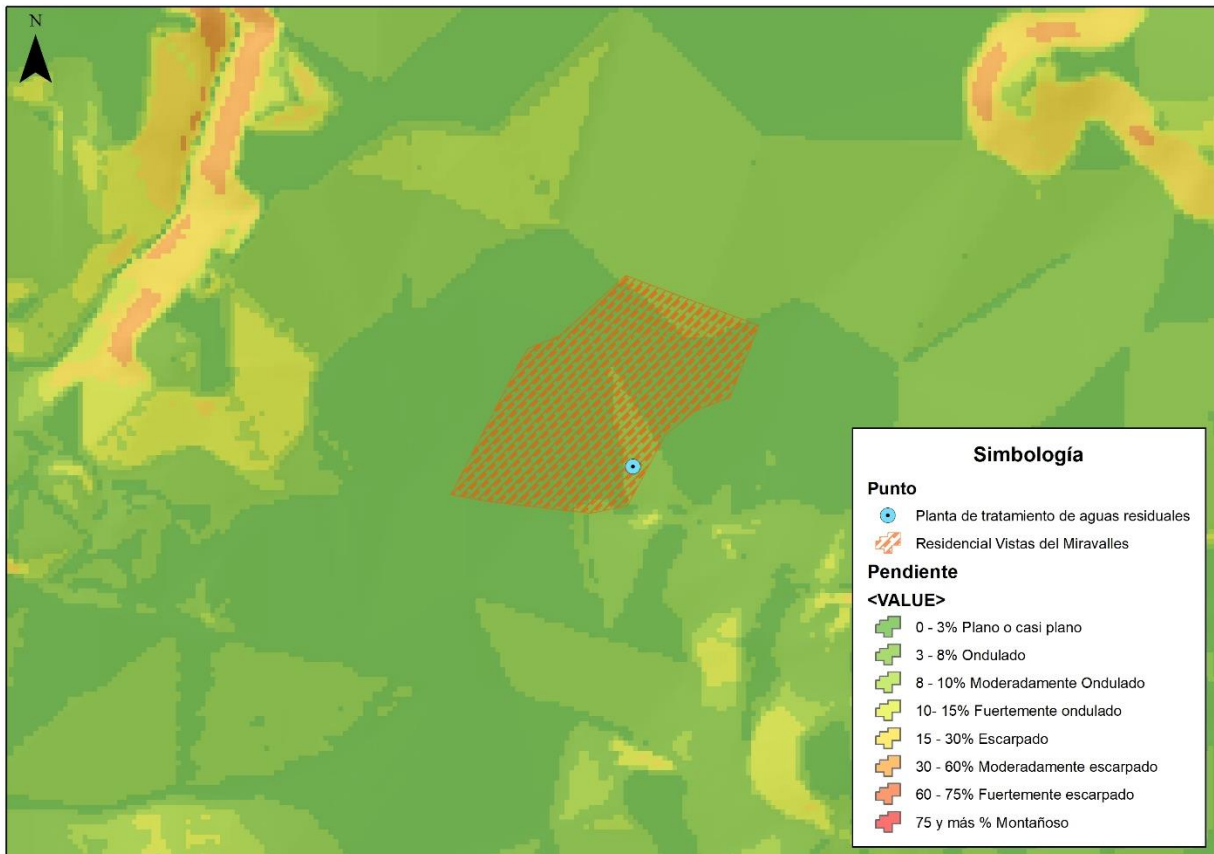 N
Simbología
Punto
Planta de tratamiento de aguas residuales
Residencial Vistas del Miravalles
Pendiente
<VALUE>
0 - 3% Plano o casi plano
3 - 8% Ondulado
8 - 10% Moderadamente Ondulado
10- 15% Fuertemente ondulado
15 - 30% Escarpado
30 - 60% Moderadamente escarpado
60 - 75% Fuertemente escarpado
75 y más % Montañoso